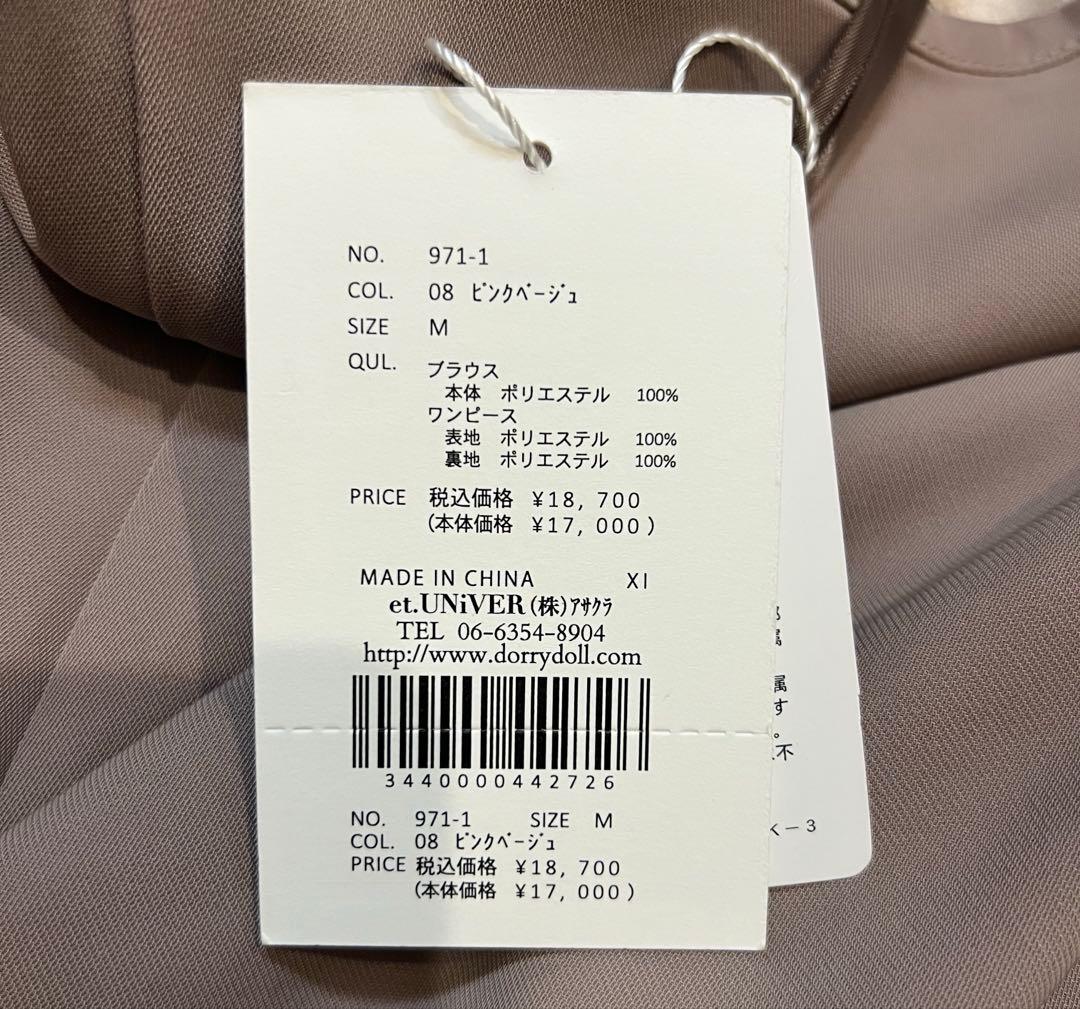 NO. 971-1
COL. 08 ﾋﾟﾝｸﾍﾞｰｼﾞｭ
SIZE M
QUL. ブラウス
本体 ポリエステル 100%
ワンピース
表地 ポリエステル 100%
裏地 ポリエステル 100%
PRICE 税込価格 ¥18,700
(本体価格 ¥17,000)
MADE IN CHINA XI
et.UNiVER(株)ｱｻｸﾗ
TEL 06-6354-8904
http://www.dorrydoll.com
3440000442726
NO. 971-1 SIZE M
COL. 08 ﾋﾟﾝｸﾍﾞｰｼﾞｭ
PRICE 税込価格 ¥18,700
(本体価格 ¥17,000)
属
す
。
不
K-3